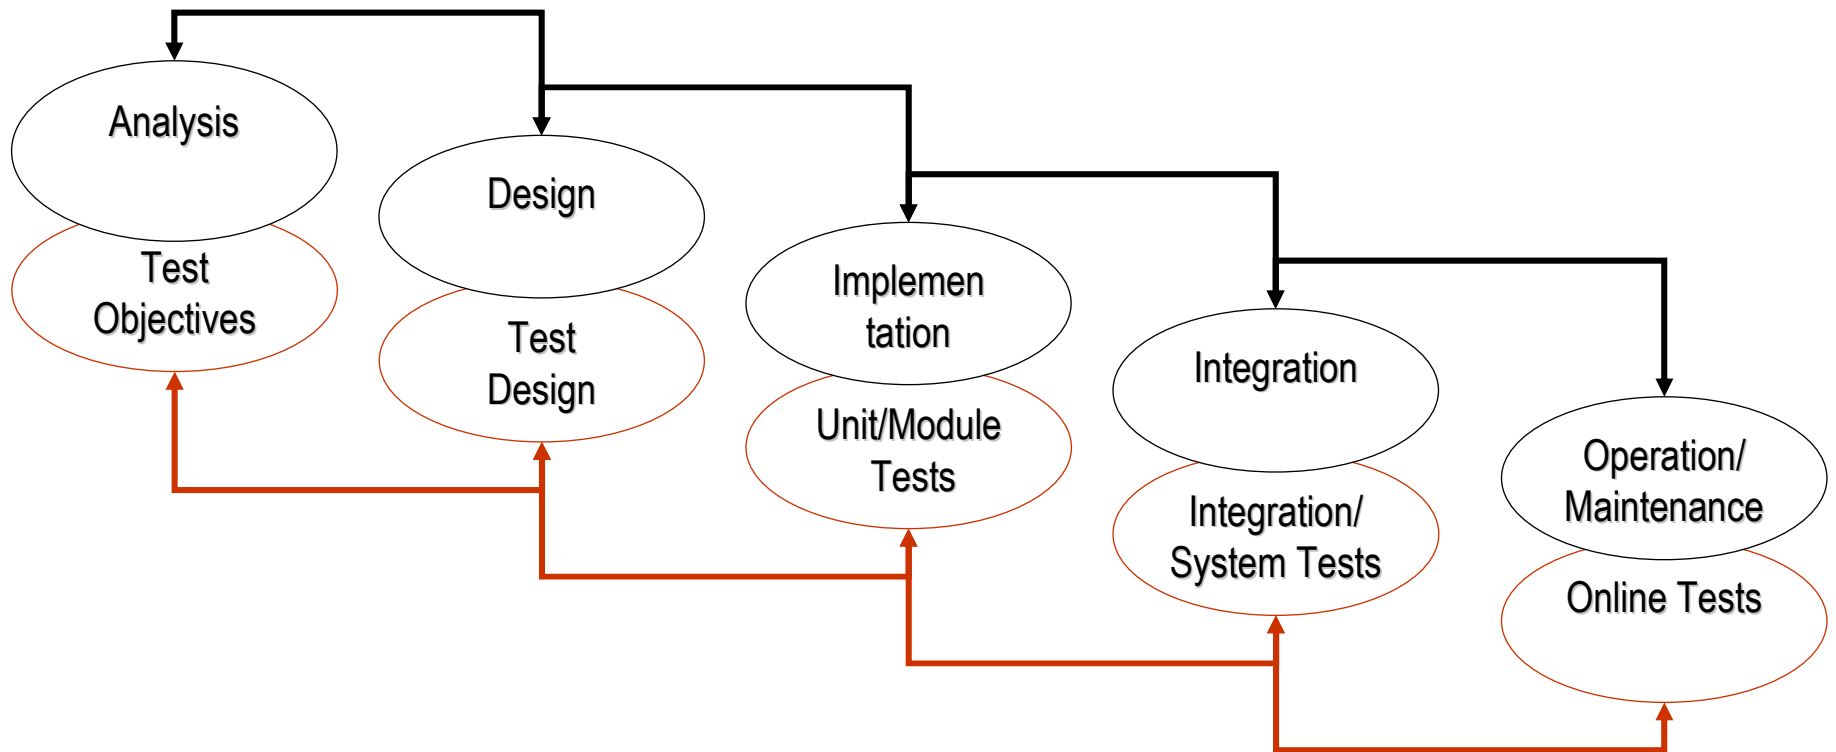 Analysis
Test
Objectives
Design
Test
Design
Implemen
tation
Unit/Module
Tests
Integration
Integration/
System Tests
Operation/
Maintenance
Online Tests